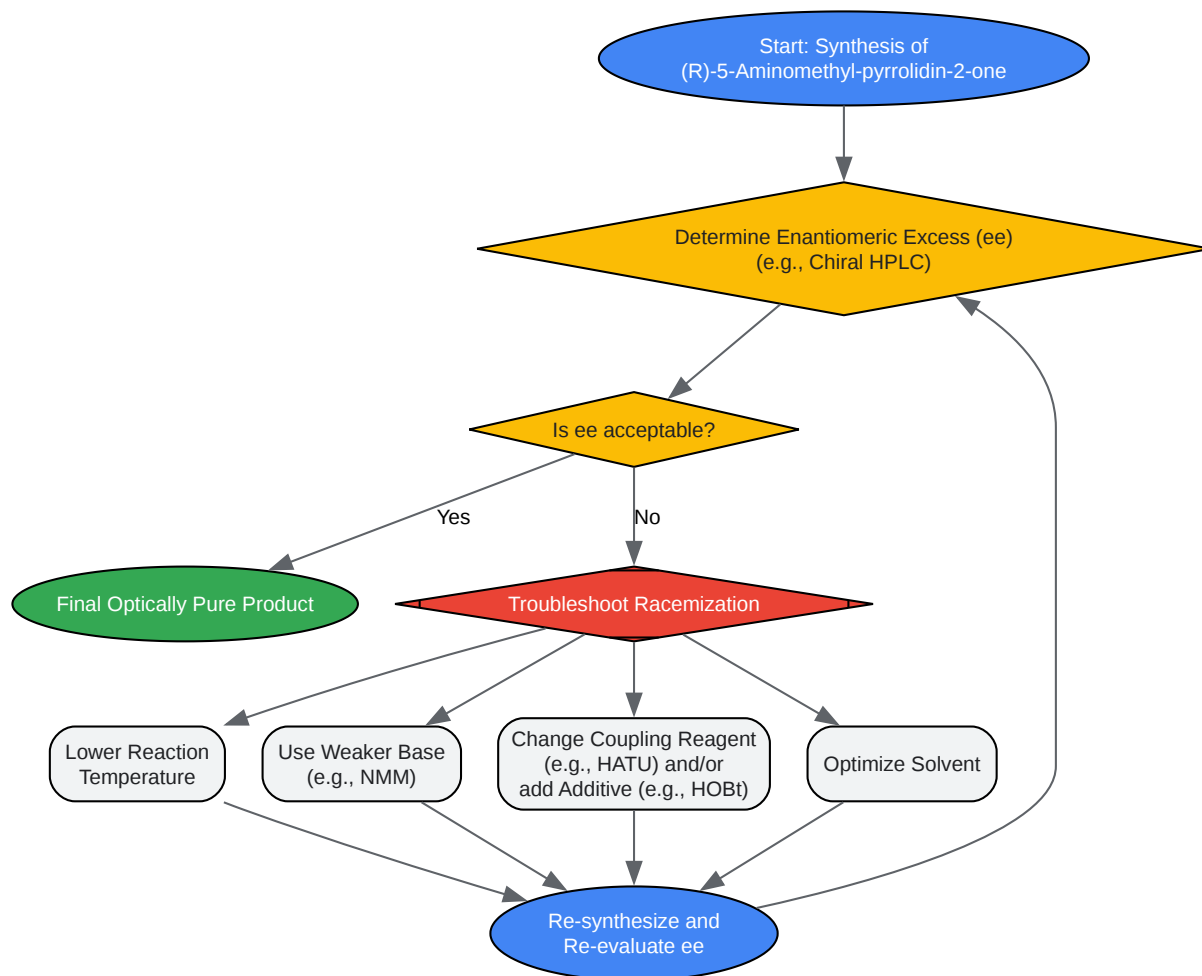 Start: Synthesis of
(R)-5-Aminomethyl-pyrrolidin-2-one
Determine Enantiomeric Excess (ee)
(e.g., Chiral HPLC)
Is ee acceptable?
Yes
No
Final Optically Pure Product
Troubleshoot Racemization
Lower Reaction
Temperature
Use Weaker Base
(e.g., NMM)
Change Coupling Reagent
(e.g., HATU) and/or
add Additive (e.g., HOBt)
Optimize Solvent
Re-synthesize and
Re-evaluate ee